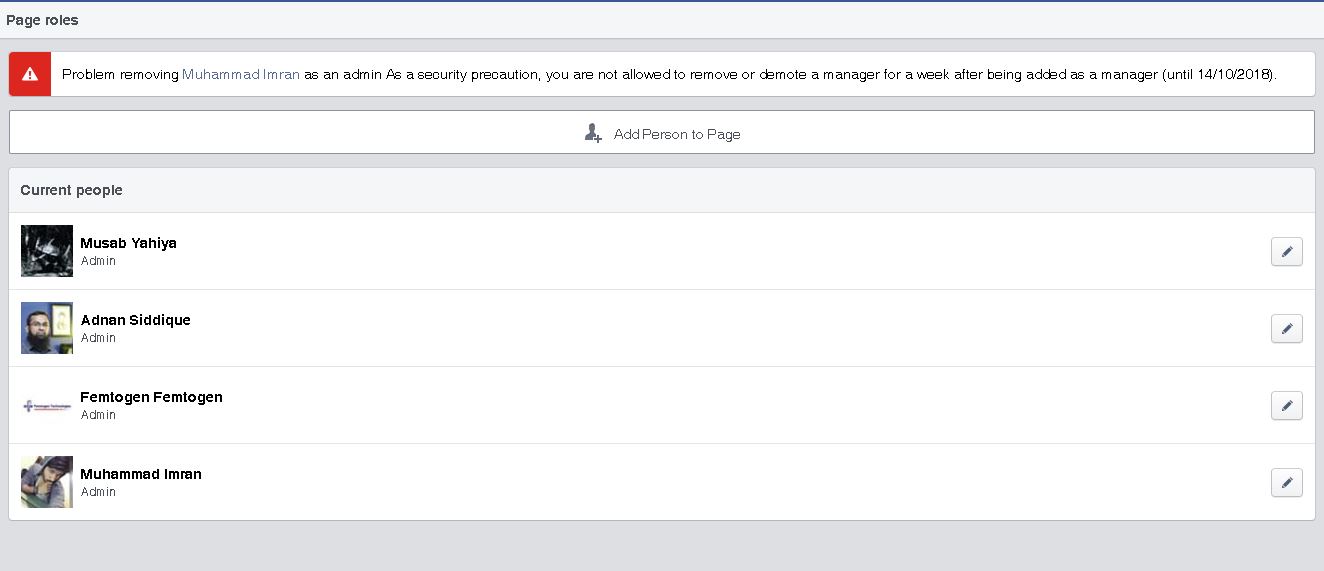 Page roles
Problem removing Muhammad Imran as an admin As a security precaution, you are not allowed to remove or demote a manager for a week after being added as a manager (until 14/10/2018).
Add Person to Page
Current people
Musab Yahiya
Admin
Adnan Siddique
Admin
Femtogen Femtogen
Admin
Muhammad Imran
Admin